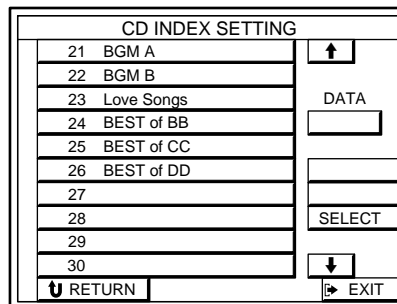 CD INDEX SETTING
21 BGM A
22 BGM B
23 Love Songs
DATA
24 BEST of BB
25 BEST of CC
26 BEST of DD
27
28
SELECT
29
30
RETURN
EXIT